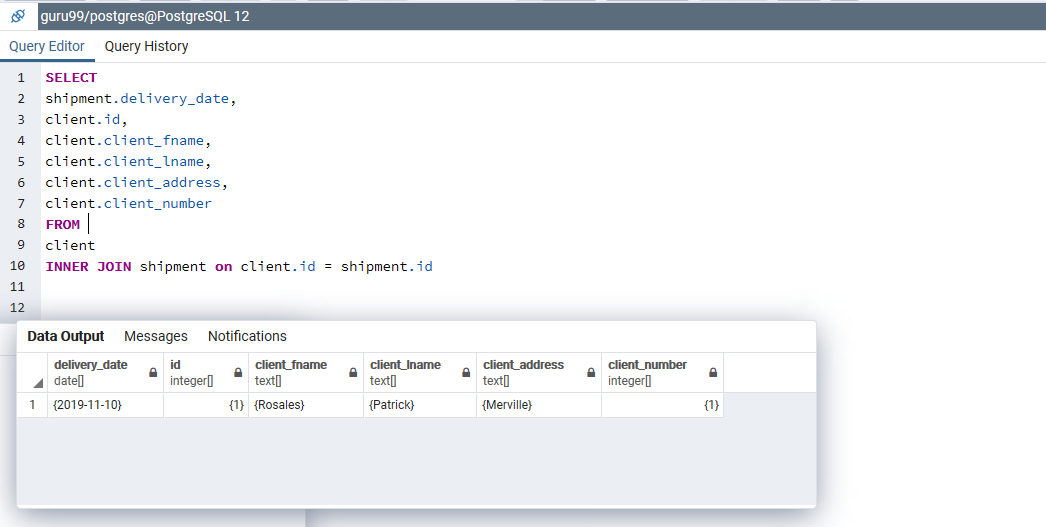 guru99/postgres@PostgreSQL 12
Query Editor Query History
1 SELECT
2 shipment.delivery_date,
3 client.id,
4 client.client_fname,
5 client.client_lname,
6 client.client_address,
7 client.client_number
8 FROM
9 client
10 INNER JOIN shipment on client.id = shipment.id
11
12
Data Output Messages Notifications
delivery_date id client_fname client_lname client_address client_number
date[] integer[] text[] text[] text[] integer[]
1 {2019-11-10} {1} {Rosales} {Patrick} {Merville} {1}